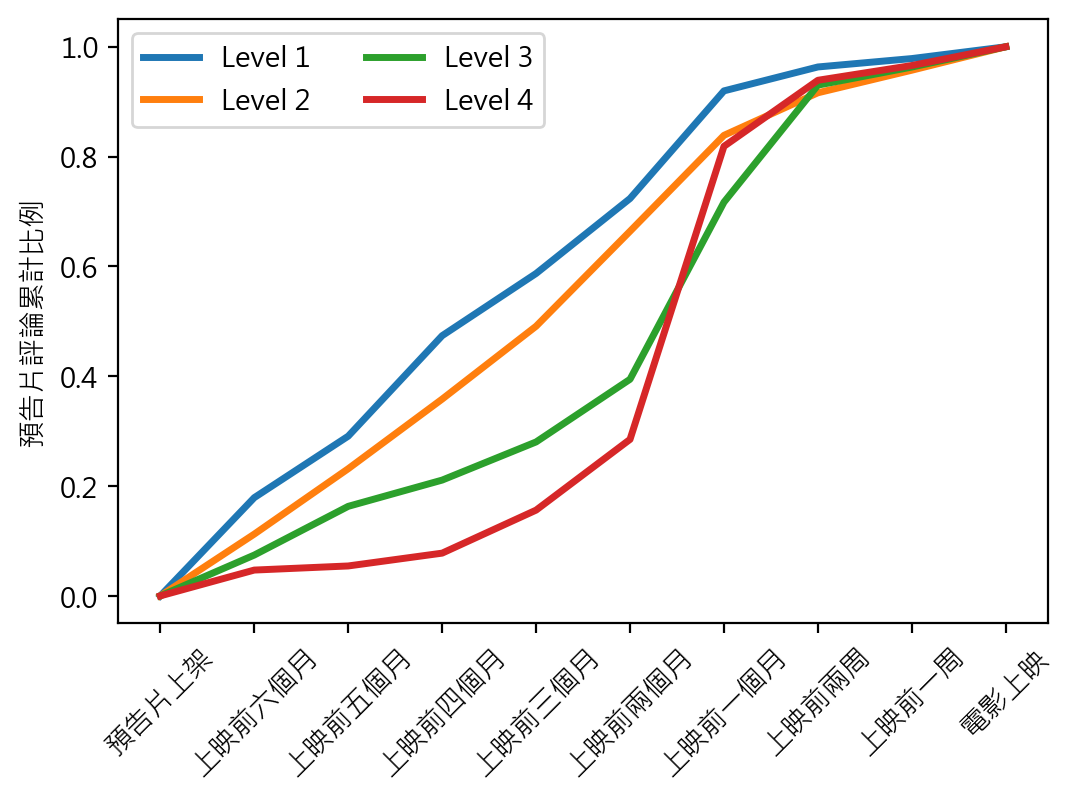 1.0
0.8
0.6
0.4
0.2
0.0
預告片評論累計比例
Level 1
Level 2
Level 3
Level 4
預告片上架
上映前六個月
上映前五個月
上映前四個月
上映前三個月
上映前兩個月
上映前一個月
上映前兩周
上映前一周
電影上映